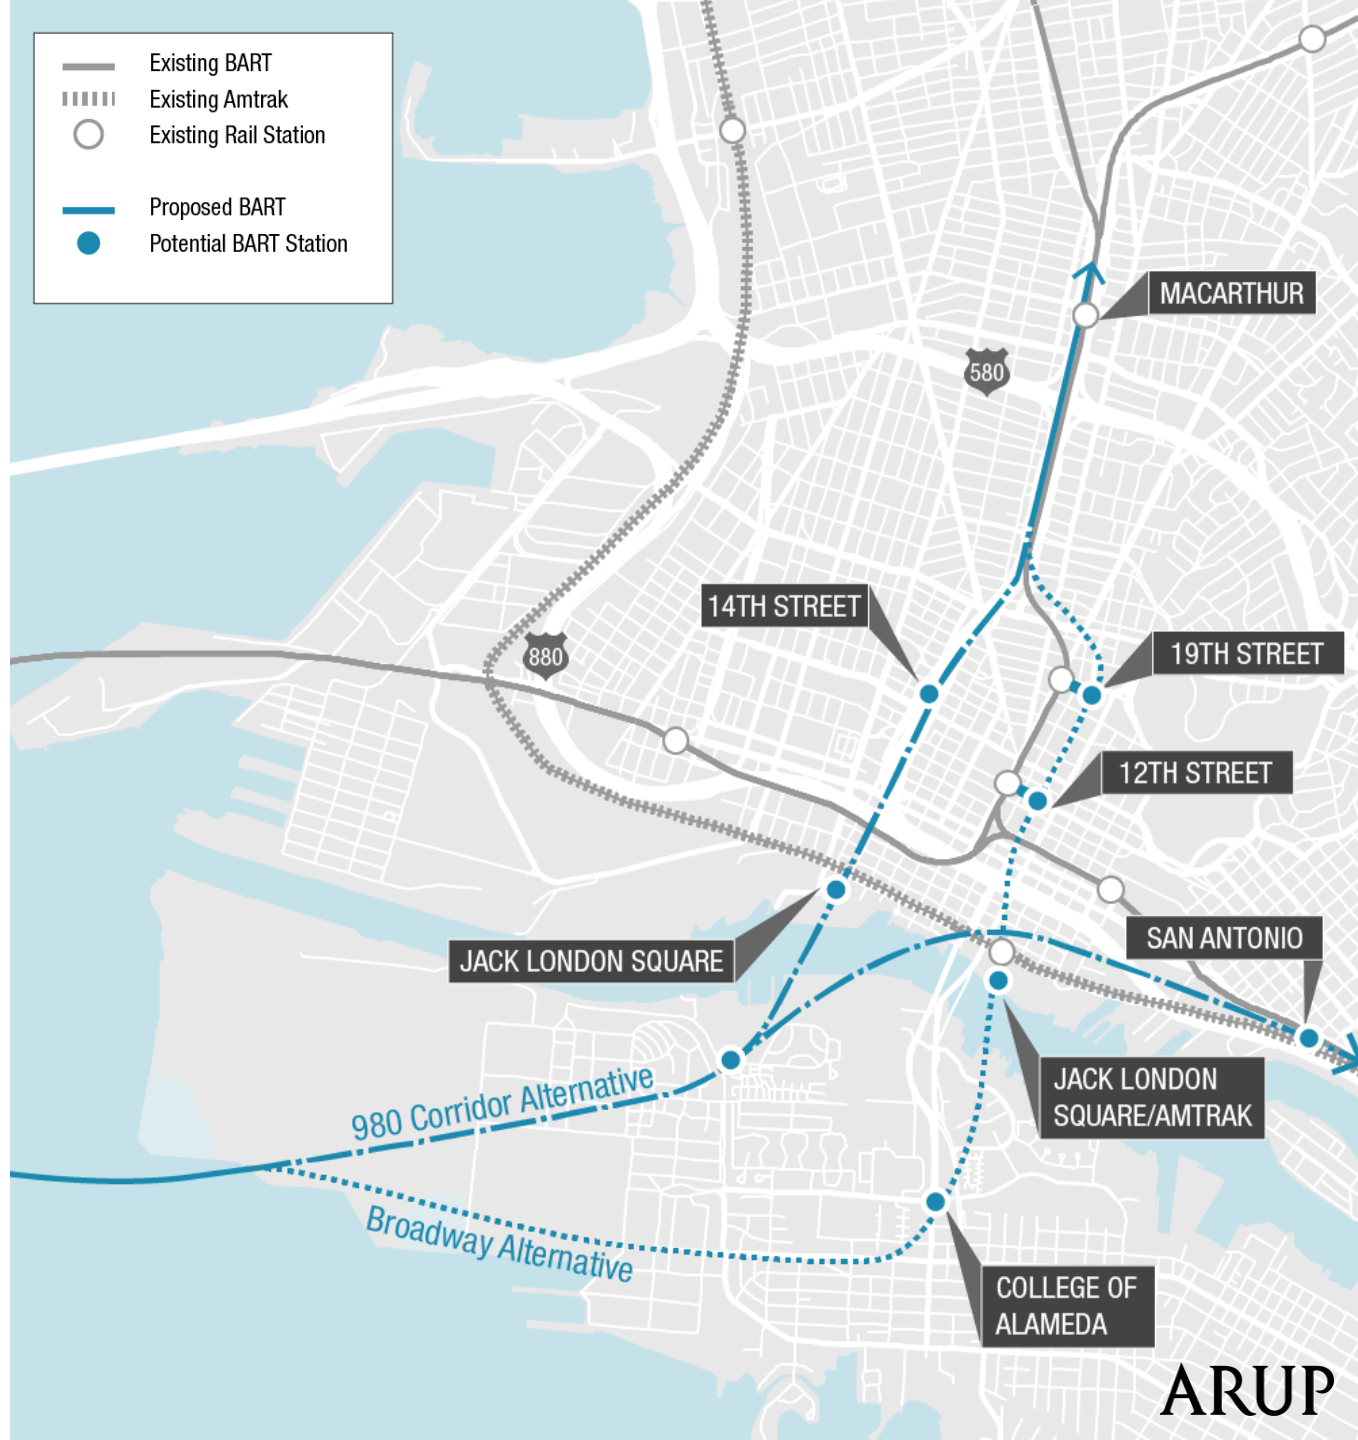 Existing BART
Existing Amtrak
Existing Rail Station
Proposed BART
Potential BART Station
MACARTHUR
580
14TH STREET
880
19TH STREET
12TH STREET
SAN ANTONIO
JACK LONDON SQUARE
JACK LONDON
SQUARE/AMTRAK
980 Corridor Alternative
Broadway Alternative
COLLEGE OF
ALAMEDA
ARUP